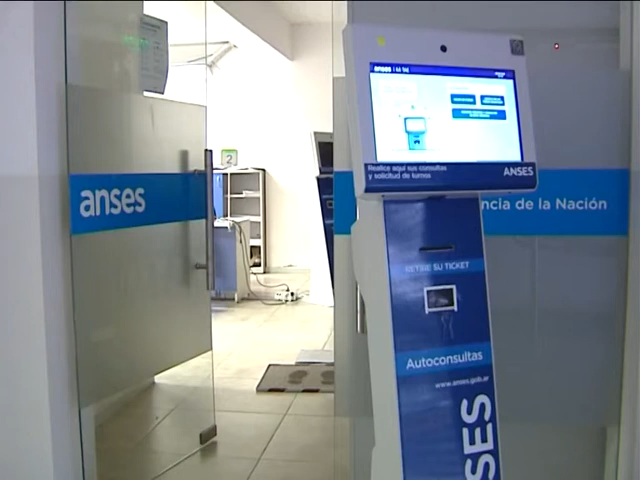 anses
2
anses
Realice aquí sus consultas
y solicitud de turnos
ANSES
ncia de la Nación
RETIRE SU TICKET
Autoconsultas
www.anses.gob.ar
SES